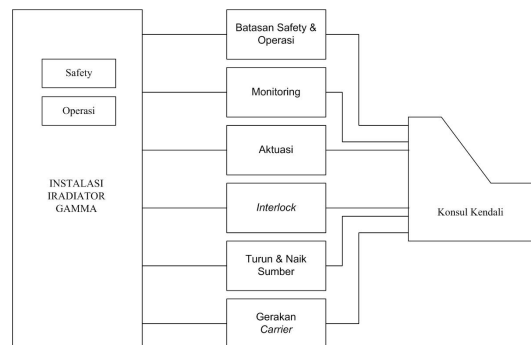 Safety
Operasi
INSTALASI
IRADIATOR
GAMMA
Batasan Safety &
Operasi
Monitoring
Aktuasi
Interlock
Turun & Naik
Sumber
Gerakan
Carrier
Konsul Kendali